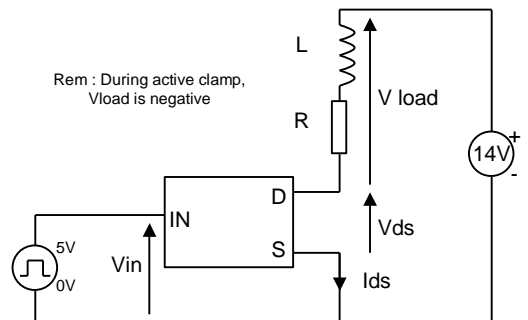 L
Rem : During active clamp,
Vload is negative
V load
R
14V
+
-
D
IN
Vds
S
5V
0V
Vin
Ids